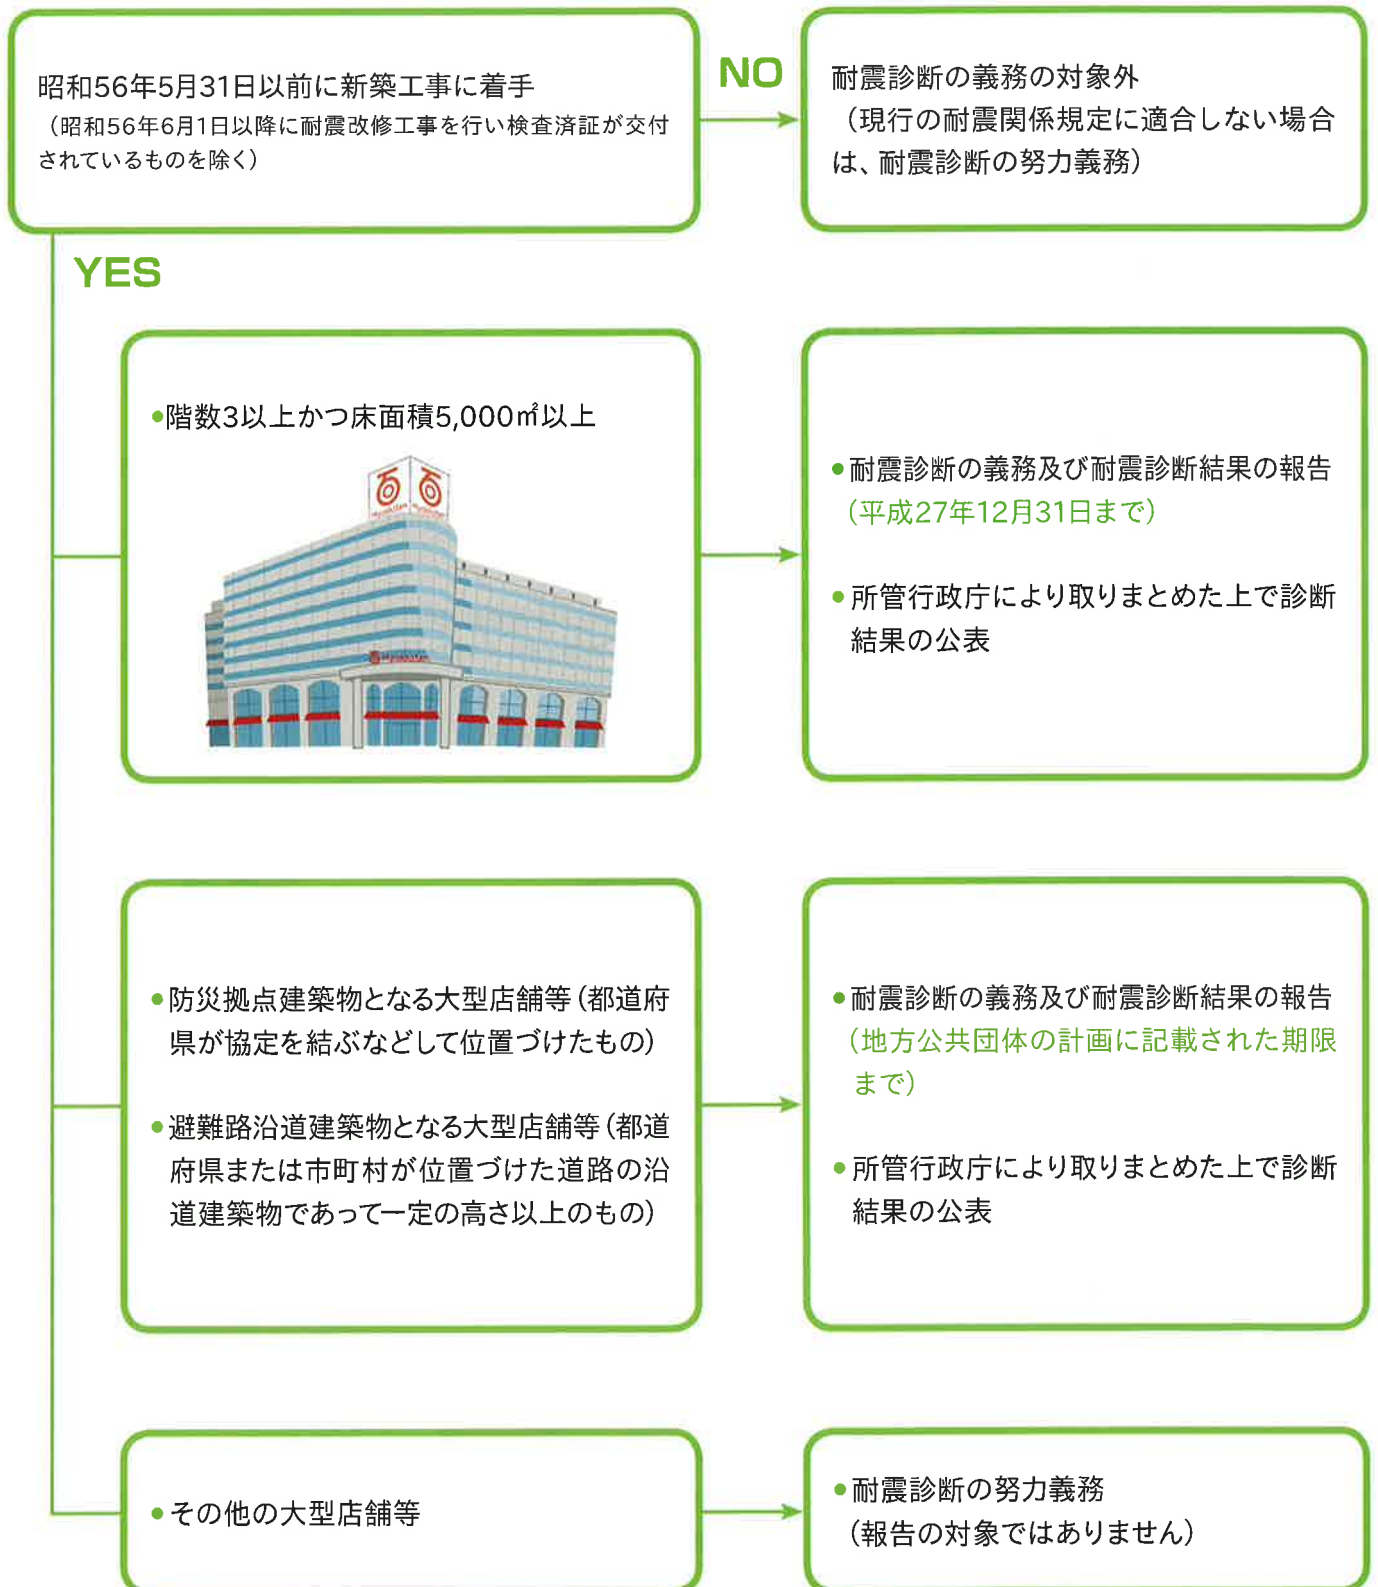 昭和56年5月31日以前に新築工事に着手
（昭和56年6月1日以降に耐震改修工事を行い検査済証が交付
されているものを除く）
NO
耐震診断の義務の対象外
（現行の耐震関係規定に適合しない場合
は、耐震診断の努力義務）
YES
●階数3以上かつ床面積5,000㎡以上
百 百
●耐震診断の義務及び耐震診断結果の報告
（平成27年12月31日まで）
●所管行政庁により取りまとめた上で診断
結果の公表
●防災拠点建築物となる大型店舗等（都道府
県が協定を結ぶなどして位置づけたもの）
●避難路沿道建築物となる大型店舗等（都道
府県または市町村が位置づけた道路の沿
道建築物であって一定の高さ以上のもの）
●耐震診断の義務及び耐震診断結果の報告
（地方公共団体の計画に記載された期限
まで）
●所管行政庁により取りまとめた上で診断
結果の公表
●その他の大型店舗等
●耐震診断の努力義務
（報告の対象ではありません）